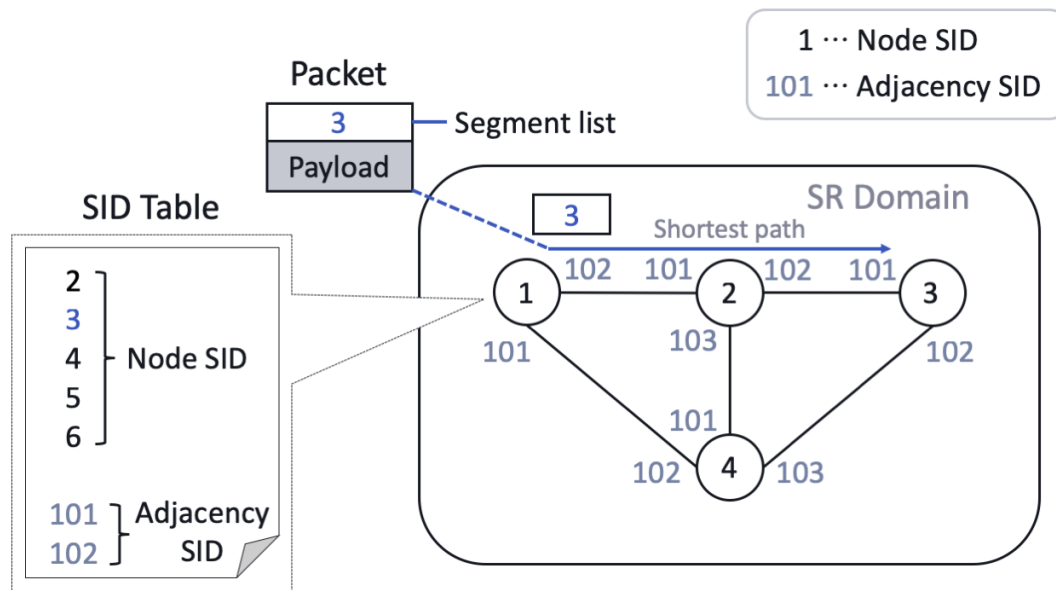 1 ··· Node SID
101 ··· Adjacency SID
Packet
3
Segment list
Payload
SID Table
2
3
4
5
6
Node SID
101
102
Adjacency
SID
SR Domain
3
Shortest path
102
101
102
101
1
2
3
101
103
102
101
102
4
103